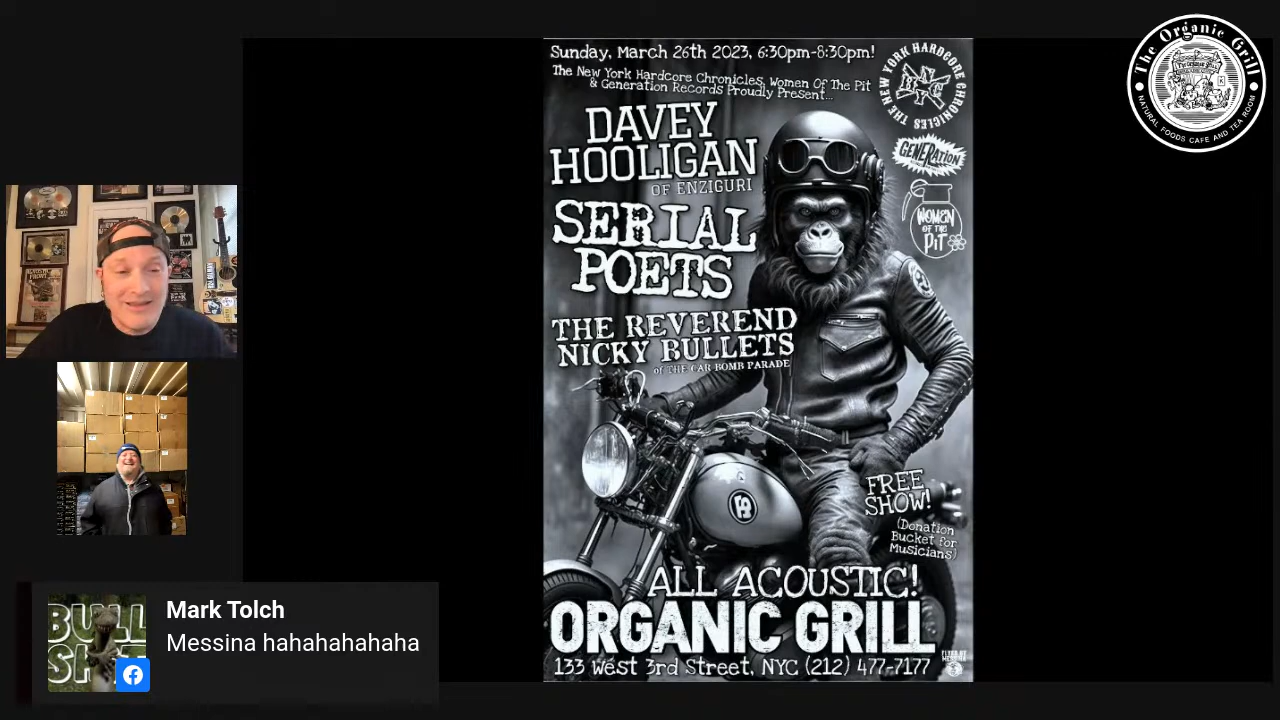 Sunday, March 26th 2023, 6:30pm-8:30pm!
The New York Hardcore Chronicles, Women Of The Pit
& Generation Records Proudly Present...
DAVEY
HOOLIGAN
OF ENZIGURI
SERIAL
POETS
THE REVEREND
NICKY BULLETS
of THE CAR BOMB PARADE
THE NEW YORK HARDCORE CHRONICLES
GENERATION
WOMEN
OF THE
PIT
FREE
SHOW!
(Donation
Bucket for
Musicians)
ALL ACOUSTIC!
ORGANIC GRILL
133 West 3rd Street, NYC (212) 477-7177
FLYER BY
MESSINA
The Organic Grill
NATURAL FOODS CAFE AND TEA ROOM
Mark Tolch
Messina hahahahahaha